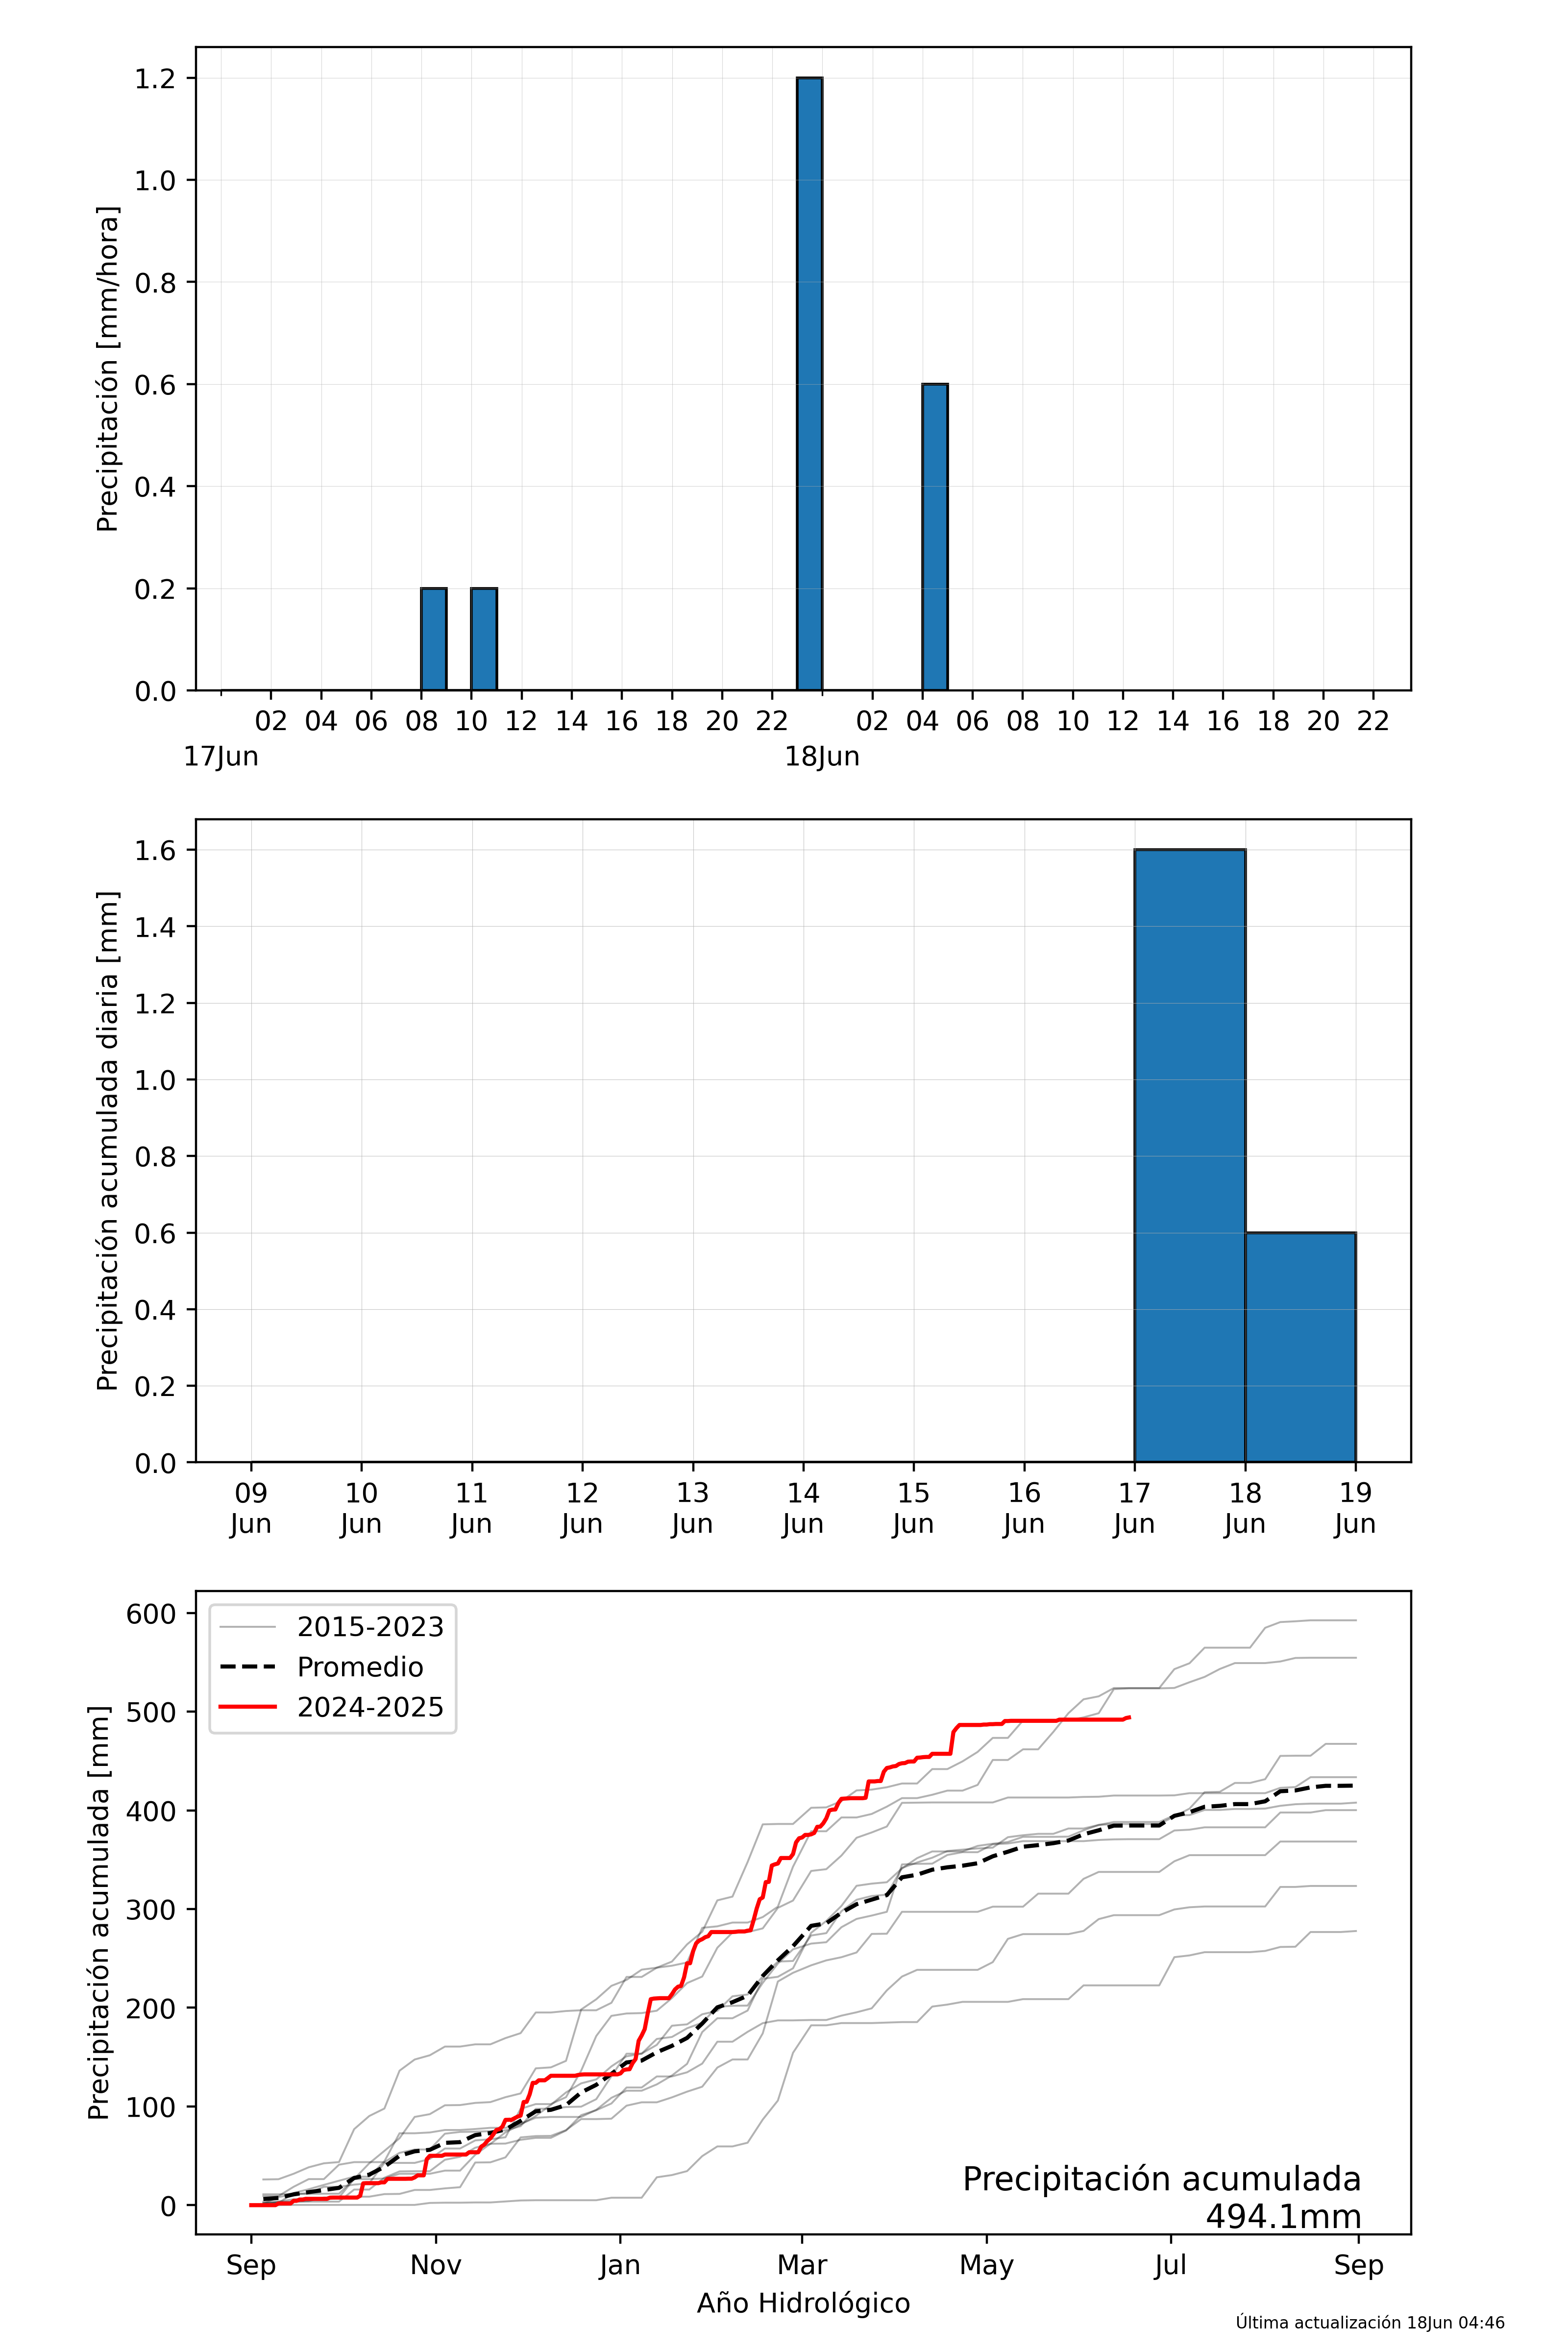 Precipitación [mm/hora]
1.2
1.0
0.8
0.6
0.4
0.2
0.0
02 04 06 08 10 12 14 16 18 20 22 02 04 06 08 10 12 14 16 18 20 22
17Jun 18Jun
Precipitación acumulada diaria [mm]
1.6
1.4
1.2
1.0
0.8
0.6
0.4
0.2
0.0
09 10 11 12 13 14 15 16 17 18 19
Jun Jun Jun Jun Jun Jun Jun Jun Jun Jun Jun
Precipitación acumulada [mm]
600
500
400
300
200
100
0
2015-2023
Promedio
2024-2025
Precipitación acumulada
494.1mm
Sep Nov Jan Mar May Jul Sep
Año Hidrológico
Última actualización 18Jun 04:46